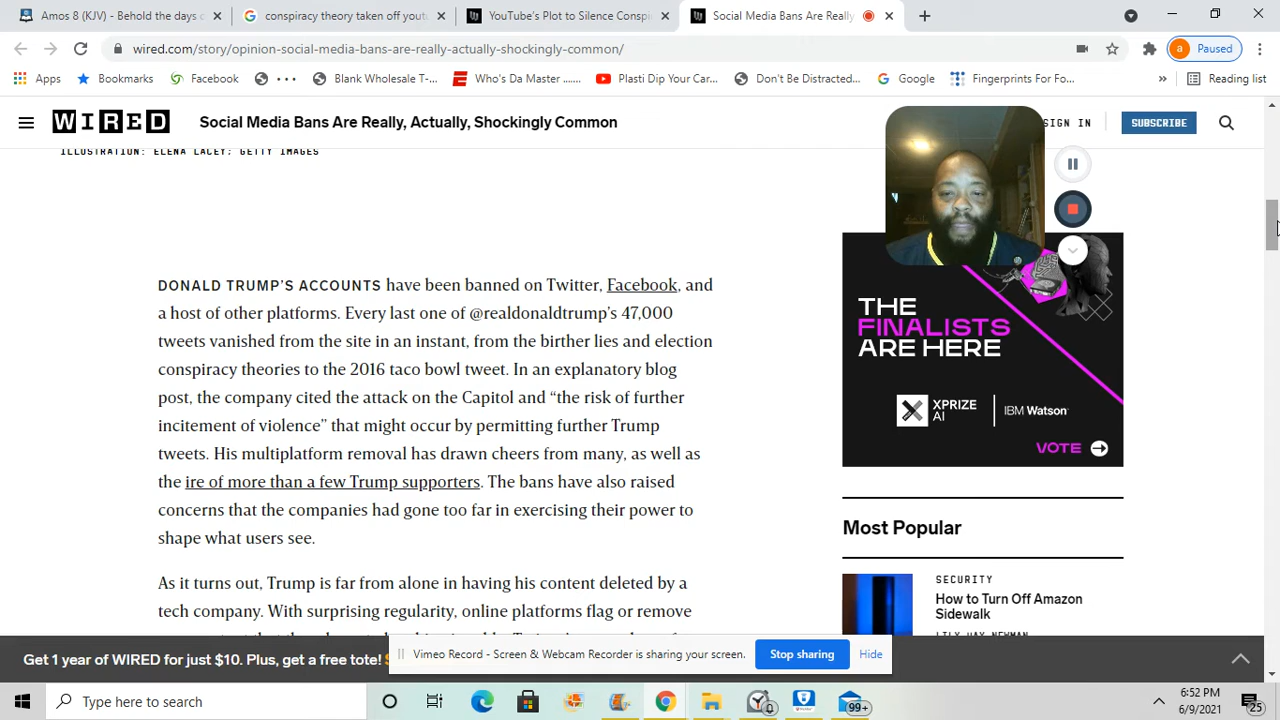 Amos 8 (KJV) - Behold the days
conspiracy theory taken off you
YouTube's Plot to Silence Conspi
Social Media Bans Are Really
wired.com/story/opinion-social-media-bans-are-really-actually-shockingly-common/
a Paused
Apps Bookmarks Facebook Blank Wholesale T-... Who's Da Master ....... Plasti Dip Your Car... Don't Be Distracted... Google Fingerprints For Fo... » Reading list
WIRED Social Media Bans Are Really, Actually, Shockingly Common SIGN IN SUBSCRIBE
ILLUSTRATION: ELENA LACEY; GETTY IMAGES
DONALD TRUMP'S ACCOUNTS have been banned on Twitter, Facebook, and
a host of other platforms. Every last one of @realdonaldtrump's 47,000
tweets vanished from the site in an instant, from the birther lies and election
conspiracy theories to the 2016 taco bowl tweet. In an explanatory blog
post, the company cited the attack on the Capitol and “the risk of further
incitement of violence” that might occur by permitting further Trump
tweets. His multiplatform removal has drawn cheers from many, as well as
the ire of more than a few Trump supporters. The bans have also raised
concerns that the companies had gone too far in exercising their power to
shape what users see.
As it turns out, Trump is far from alone in having his content deleted by a
tech company. With surprising regularity, online platforms flag or remove
THE
FINALISTS
ARE HERE
XPRIZE
AI
IBM Watson
VOTE
Most Popular
SECURITY
How to Turn Off Amazon
Sidewalk
LILY HAY NEWMAN
Get 1 year of WIRED for just $10. Plus, get a free tote!
Vimeo Record - Screen & Webcam Recorder is sharing your screen. Stop sharing Hide
Type here to search
99+
6:52 PM
6/9/2021
25